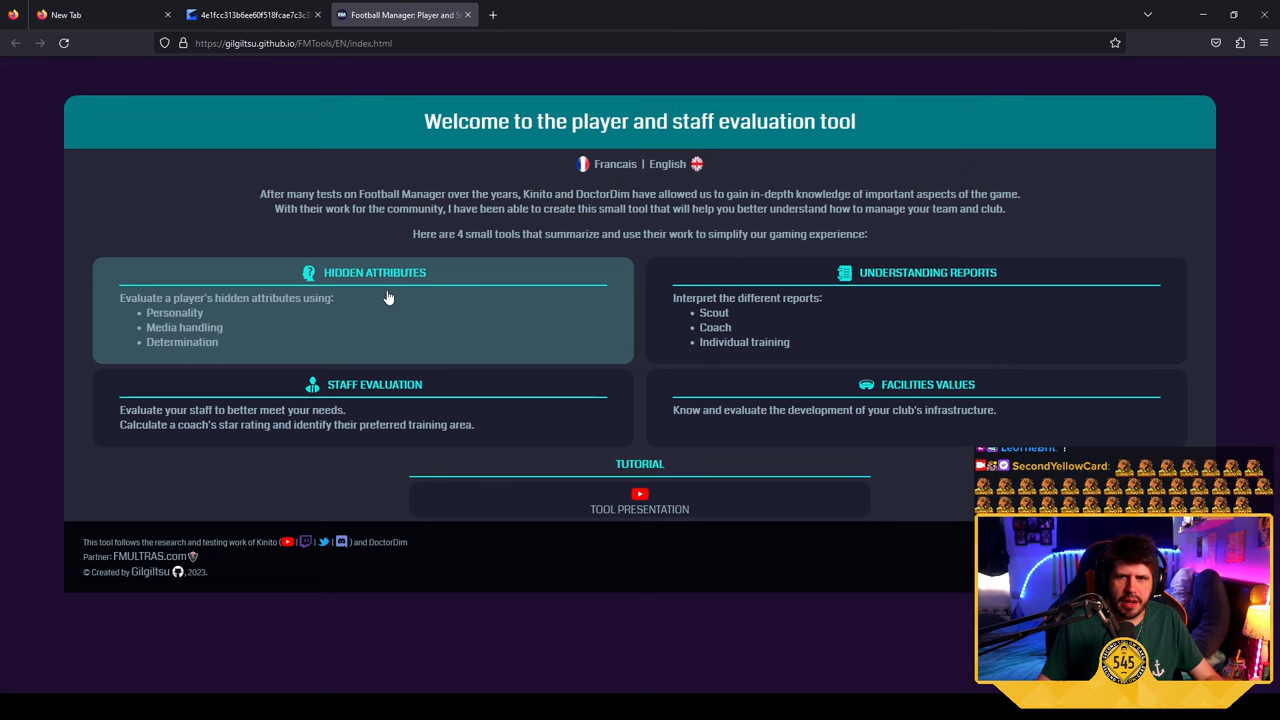 New Tab
4e1fcc313b6ee60f518fcae7c3c3
Football Manager: Player and S
https://gilgiltsu.github.io/FMTools/EN/index.html
Welcome to the player and staff evaluation tool
Francais | English
After many tests on Football Manager over the years, Kinito and DoctorDim have allowed us to gain in-depth knowledge of important aspects of the game.
With their work for the community, I have been able to create this small tool that will help you better understand how to manage your team and club.
Here are 4 small tools that summarize and use their work to simplify our gaming experience:
HIDDEN ATTRIBUTES
Evaluate a player's hidden attributes using:
• Personality
• Media handling
• Determination
UNDERSTANDING REPORTS
Interpret the different reports:
• Scout
• Coach
• Individual training
STAFF EVALUATION
Evaluate your staff to better meet your needs.
Calculate a coach's star rating and identify their preferred training area.
FACILITIES VALUES
Know and evaluate the development of your club's infrastructure.
TUTORIAL
TOOL PRESENTATION
This tool follows the research and testing work of Kinito ( | | | ) and DoctorDim
Partner: FMULTRAS.com
© Created by Gilgiltsu , 2023.
LeoTheBrit: !
SecondYellowCard:
545